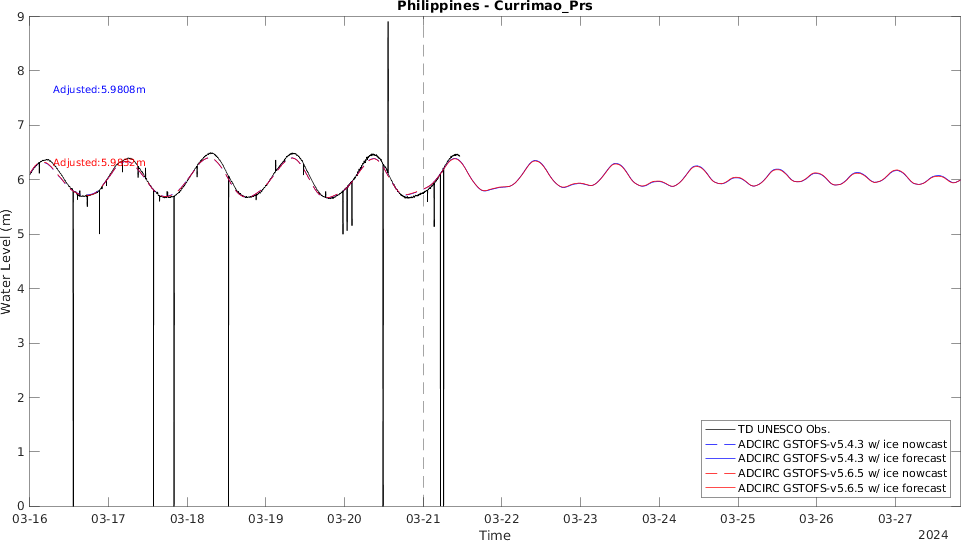 Philippines - Currimao_Prs
9
8
Adjusted:5.9808m
7
Adjusted:5.9832m
6
5
Water Level (m)
4
3
2
1
0
TD UNESCO Obs.
ADCIRC GSTOFS-v5.4.3 w/ ice nowcast
ADCIRC GSTOFS-v5.4.3 w/ ice forecast
ADCIRC GSTOFS-v5.6.5 w/ ice nowcast
ADCIRC GSTOFS-v5.6.5 w/ ice forecast
03-16 03-17 03-18 03-19 03-20 03-21 03-22 03-23 03-24 03-25 03-26 03-27
Time
2024